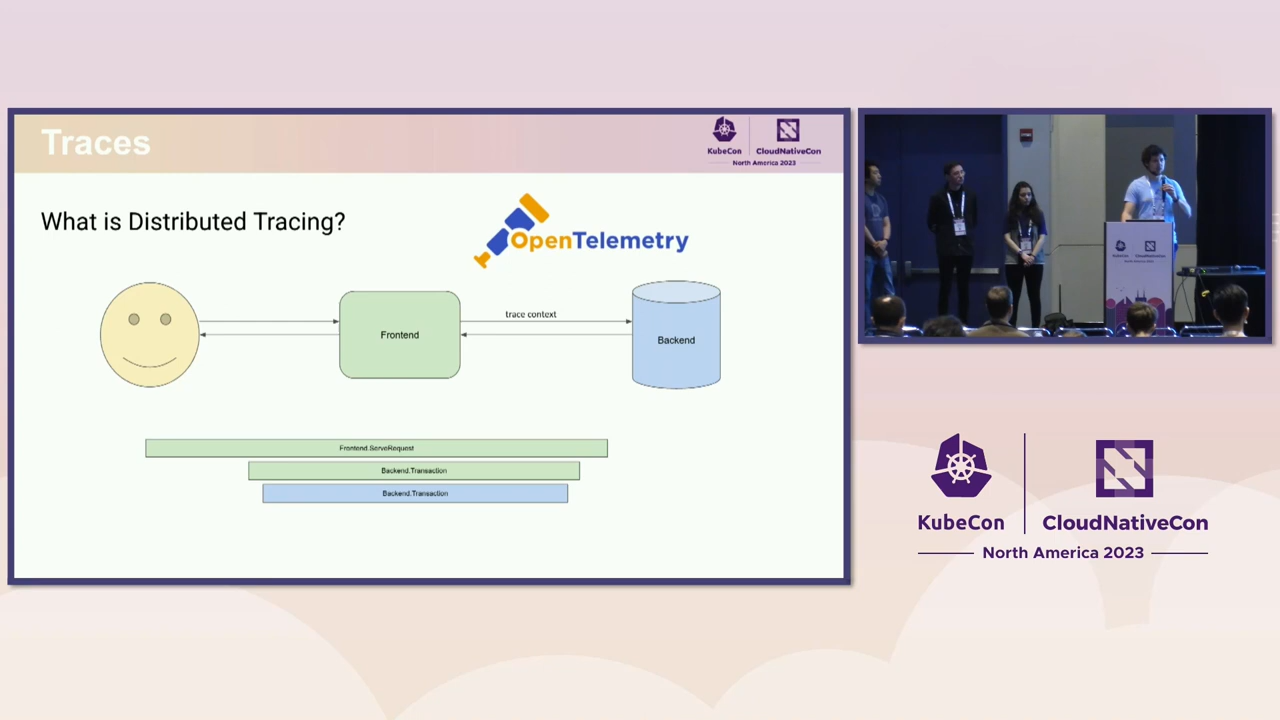 Traces
KubeCon
CloudNativeCon
North America 2023
What is Distributed Tracing?
OpenTelemetry
trace context
Frontend
Backend
Frontend.ServeRequest
Backend.Transaction
Backend.Transaction
KubeCon
CloudNativeCon
North America 2023